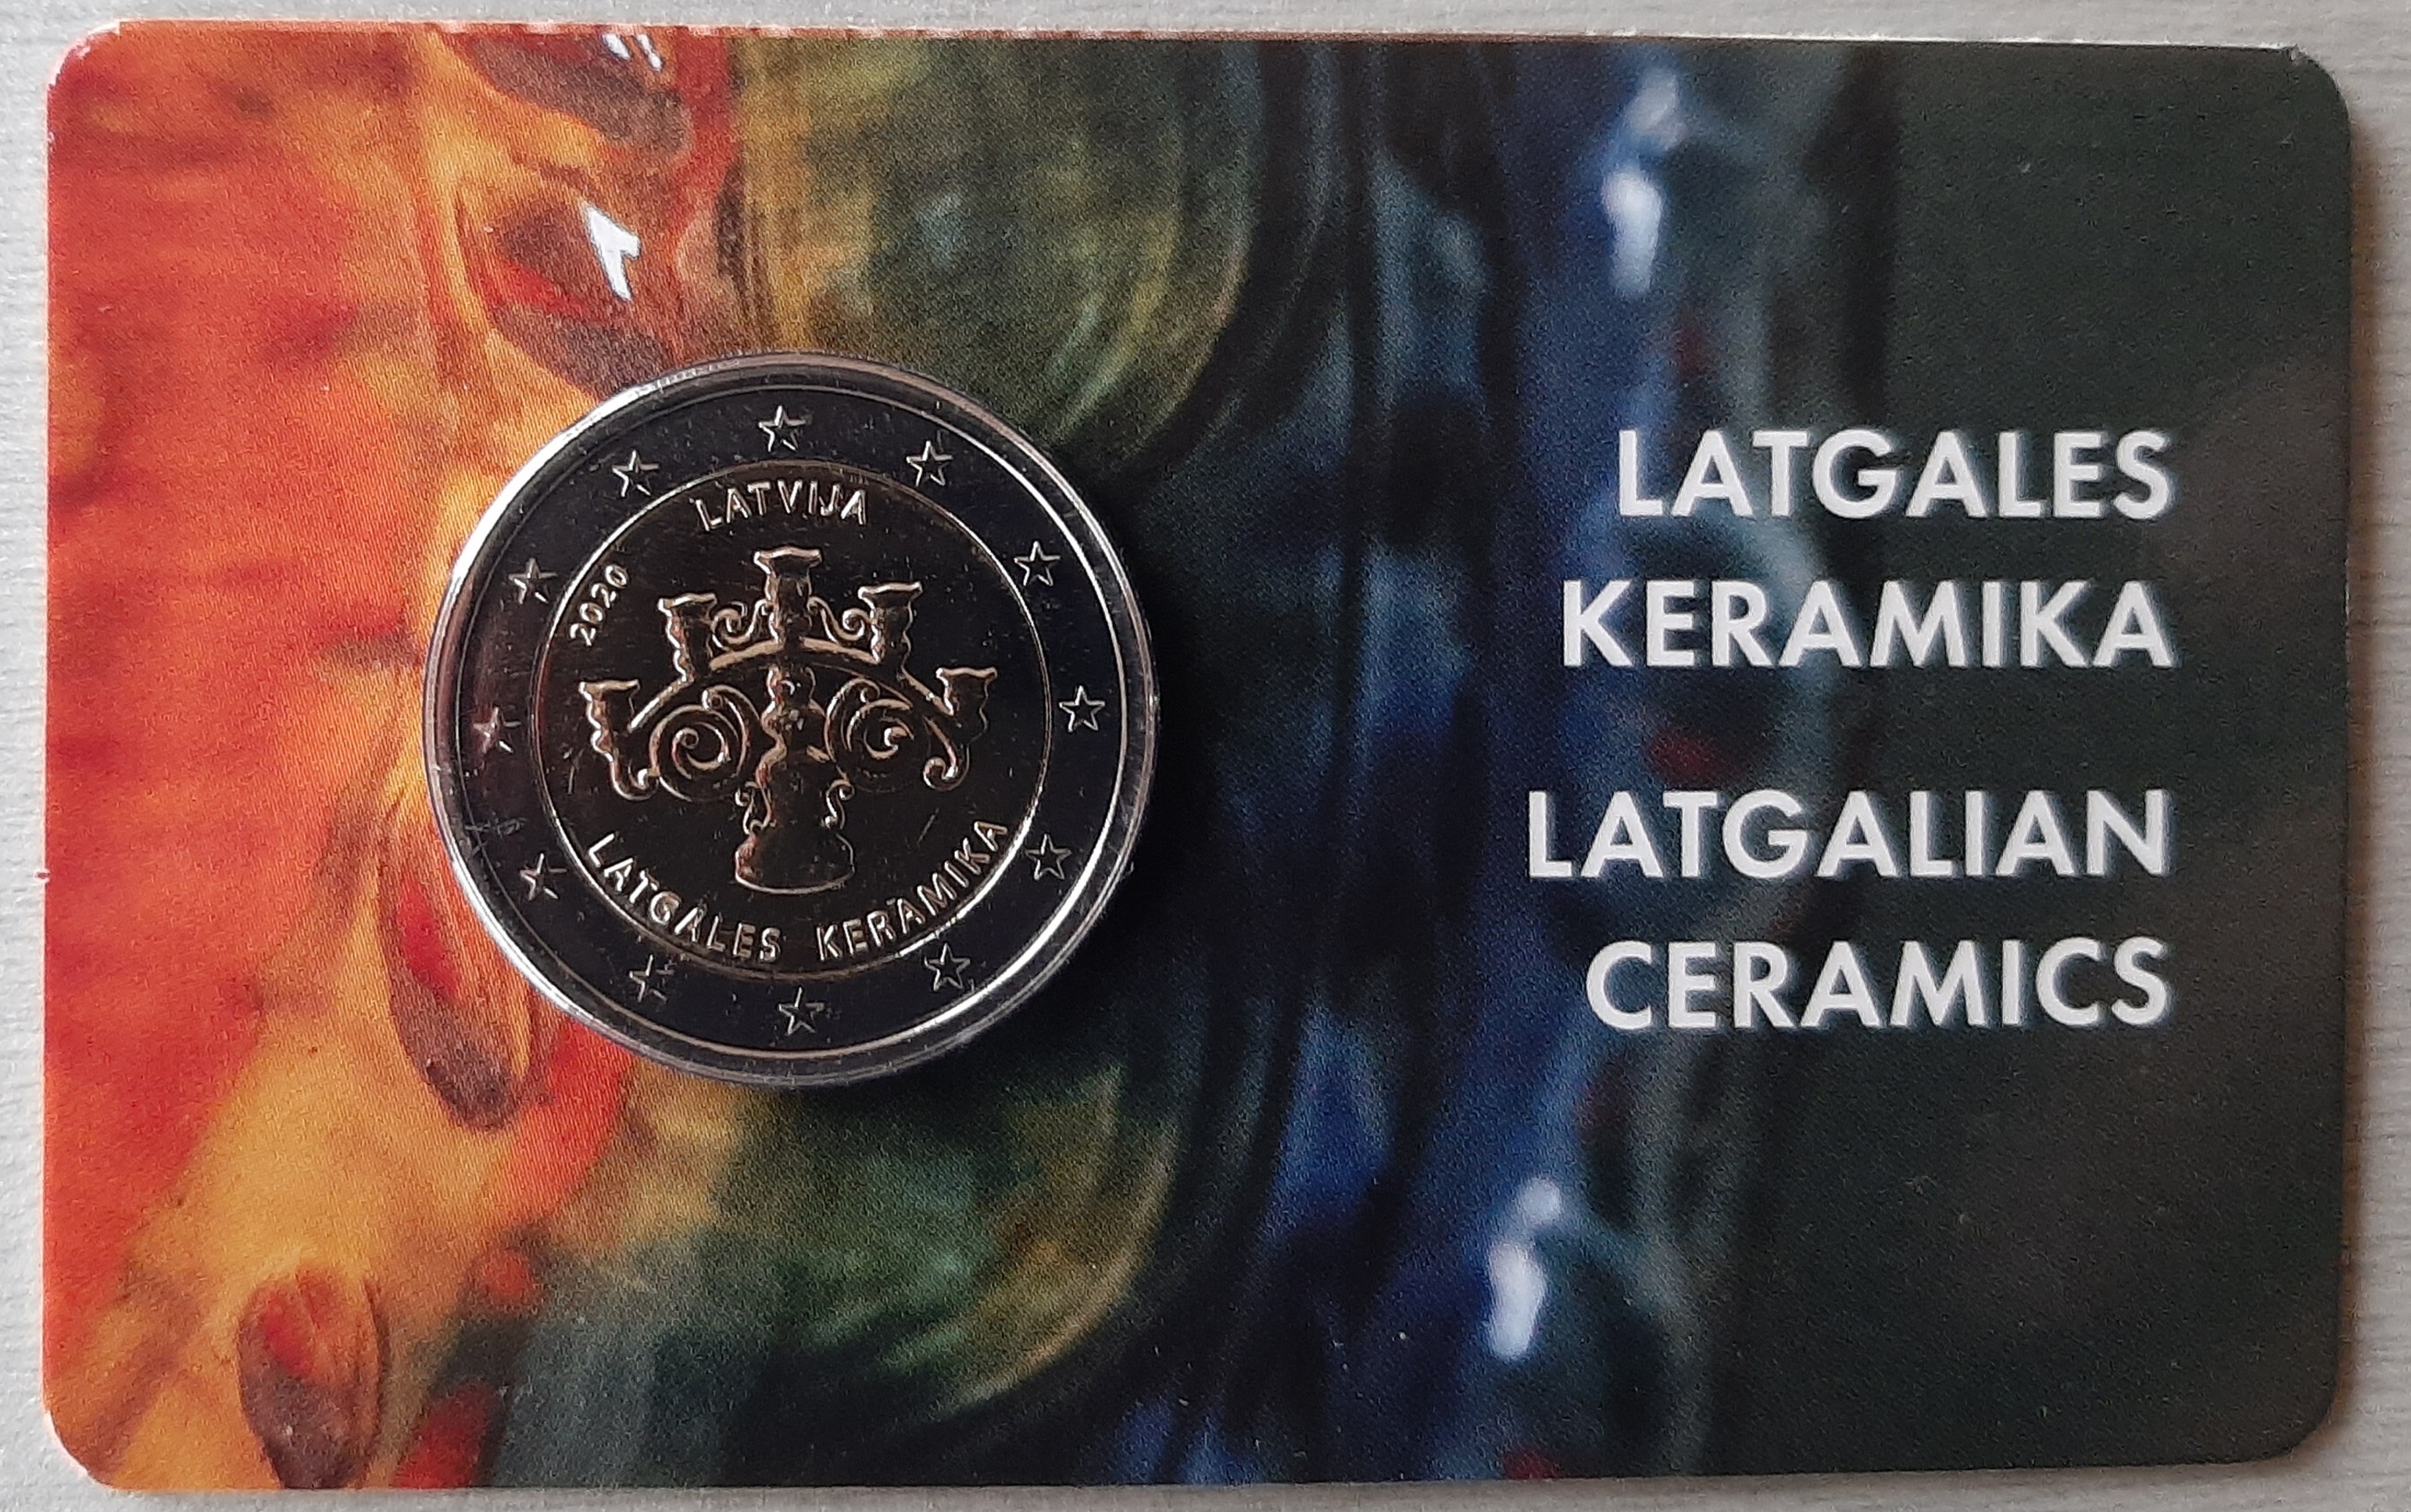 LATVIJA
2020
LATGALES KERAMIKA
LATGALES
KERAMIKA
LATGALIAN
CERAMICS